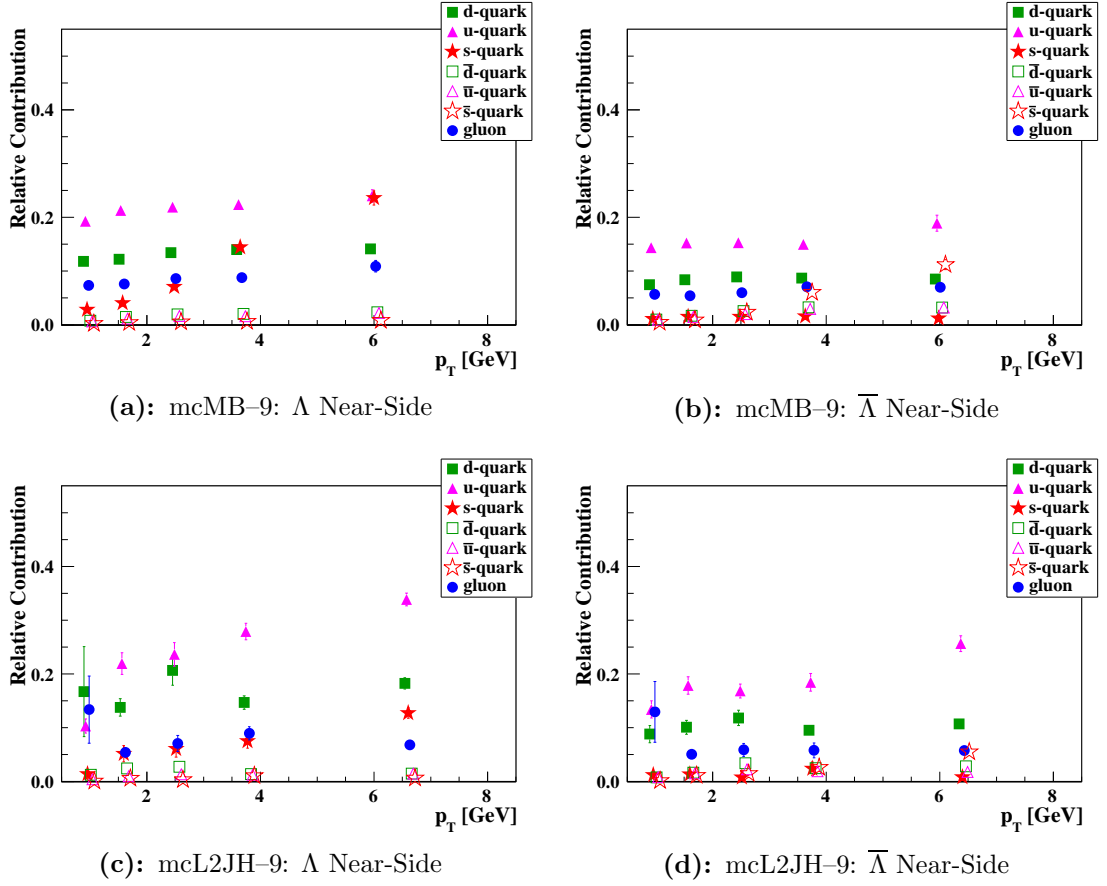 Relative Contribution
0.4
0.2
0.0
2
4
6
8
p_T [GeV]
d-quark
u-quark
s-quark
d̅-quark
u̅-quark
s̅-quark
gluon
(a): mcMB–9: Λ Near-Side
Relative Contribution
0.4
0.2
0.0
2
4
6
8
p_T [GeV]
d-quark
u-quark
s-quark
d̅-quark
u̅-quark
s̅-quark
gluon
(b): mcMB–9: Λ̅ Near-Side
Relative Contribution
0.4
0.2
0.0
2
4
6
8
p_T [GeV]
d-quark
u-quark
s-quark
d̅-quark
u̅-quark
s̅-quark
gluon
(c): mcL2JH–9: Λ Near-Side
Relative Contribution
0.4
0.2
0.0
2
4
6
8
p_T [GeV]
d-quark
u-quark
s-quark
d̅-quark
u̅-quark
s̅-quark
gluon
(d): mcL2JH–9: Λ̅ Near-Side